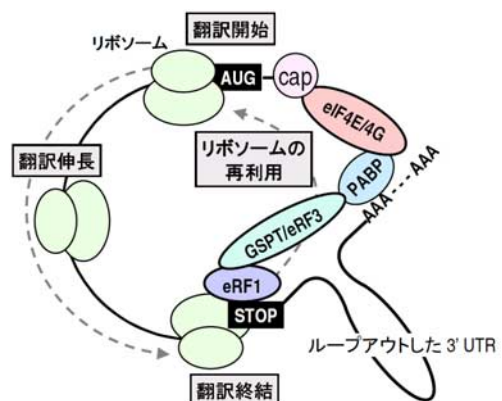 翻訳開始
リボソーム
AUG
cap
eIF4E/4G
リボソームの
再利用
翻訳伸長
PABP
AAA
AAA
GSPT/eRF3
eRF1
STOP
ループアウトした 3' UTR
翻訳終結